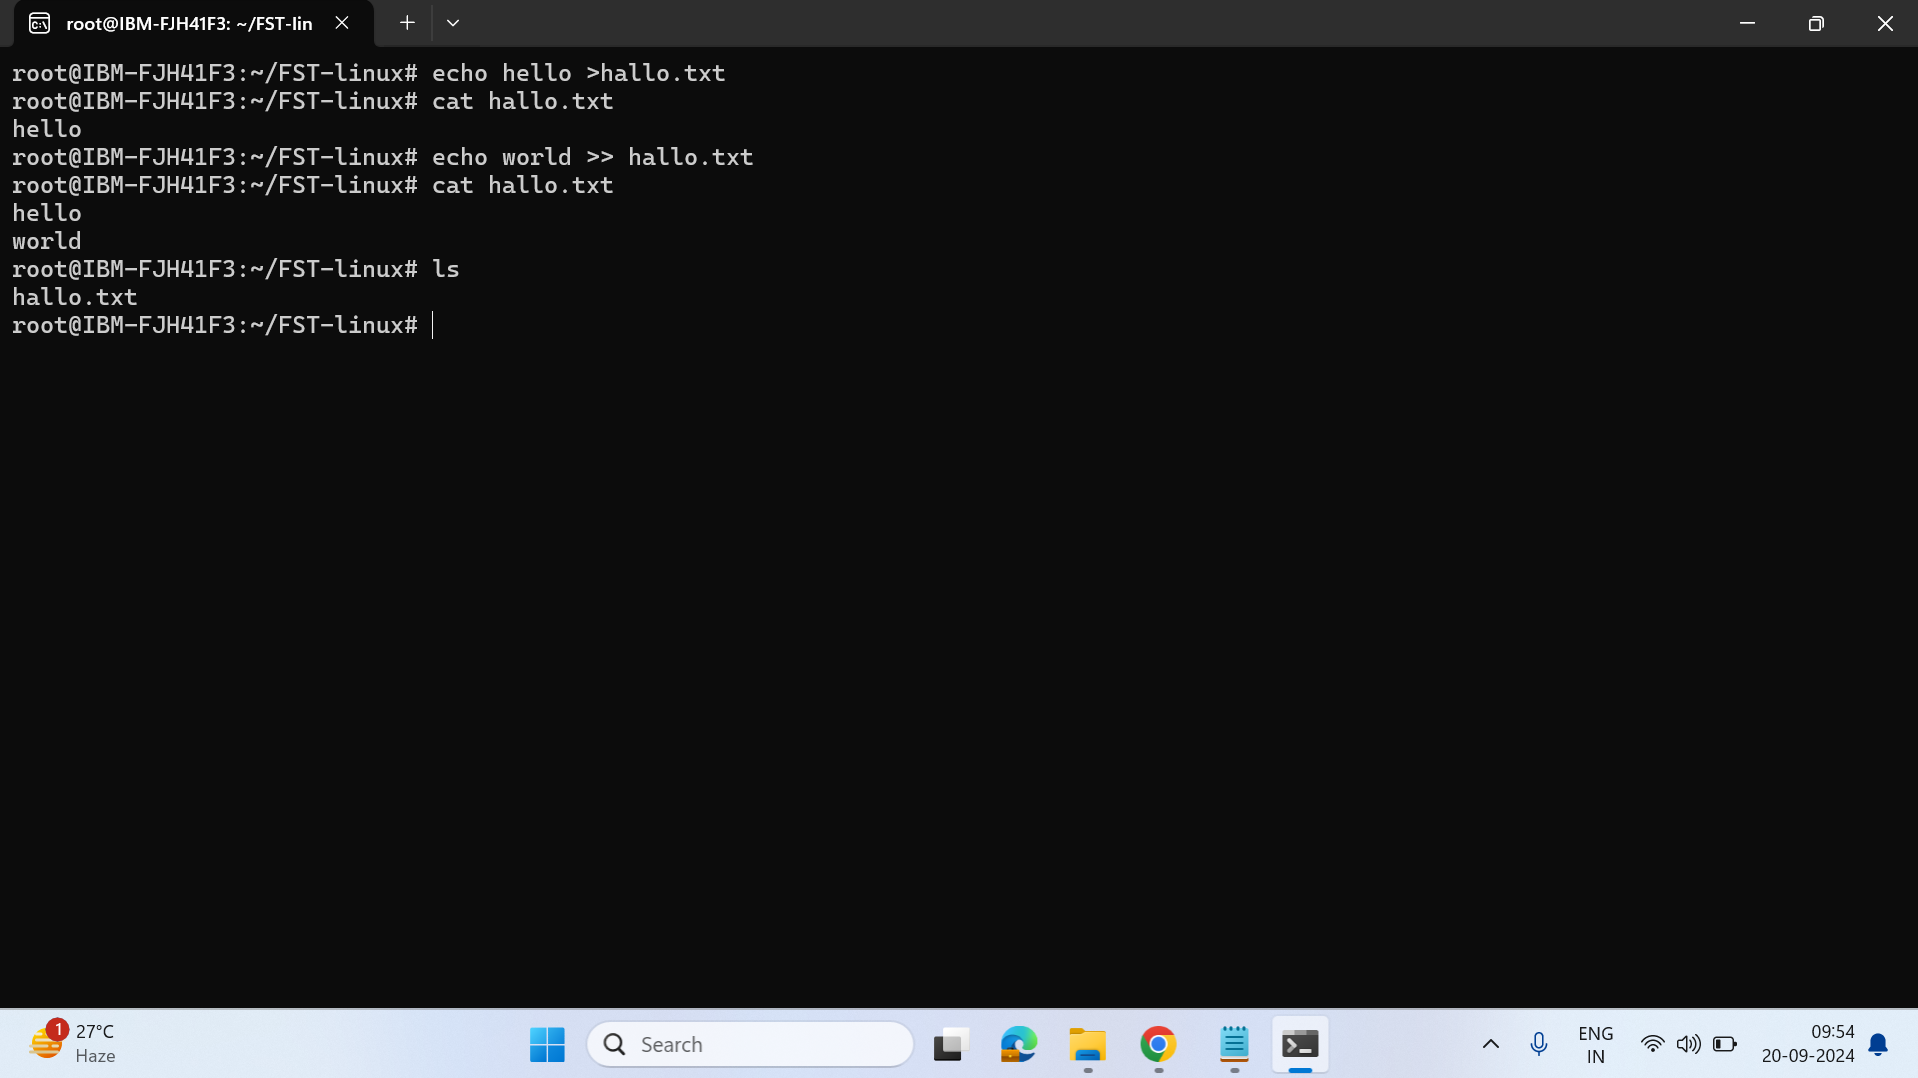 root@IBM-FJH41F3: ~/FST-lin
root@IBM-FJH41F3:~/FST-linux# echo hello >hallo.txt
root@IBM-FJH41F3:~/FST-linux# cat hallo.txt
hello
root@IBM-FJH41F3:~/FST-linux# echo world >> hallo.txt
root@IBM-FJH41F3:~/FST-linux# cat hallo.txt
hello
world
root@IBM-FJH41F3:~/FST-linux# ls
hallo.txt
root@IBM-FJH41F3:~/FST-linux#
1
27°C
Haze
Search
ENG
IN
09:54
20-09-2024